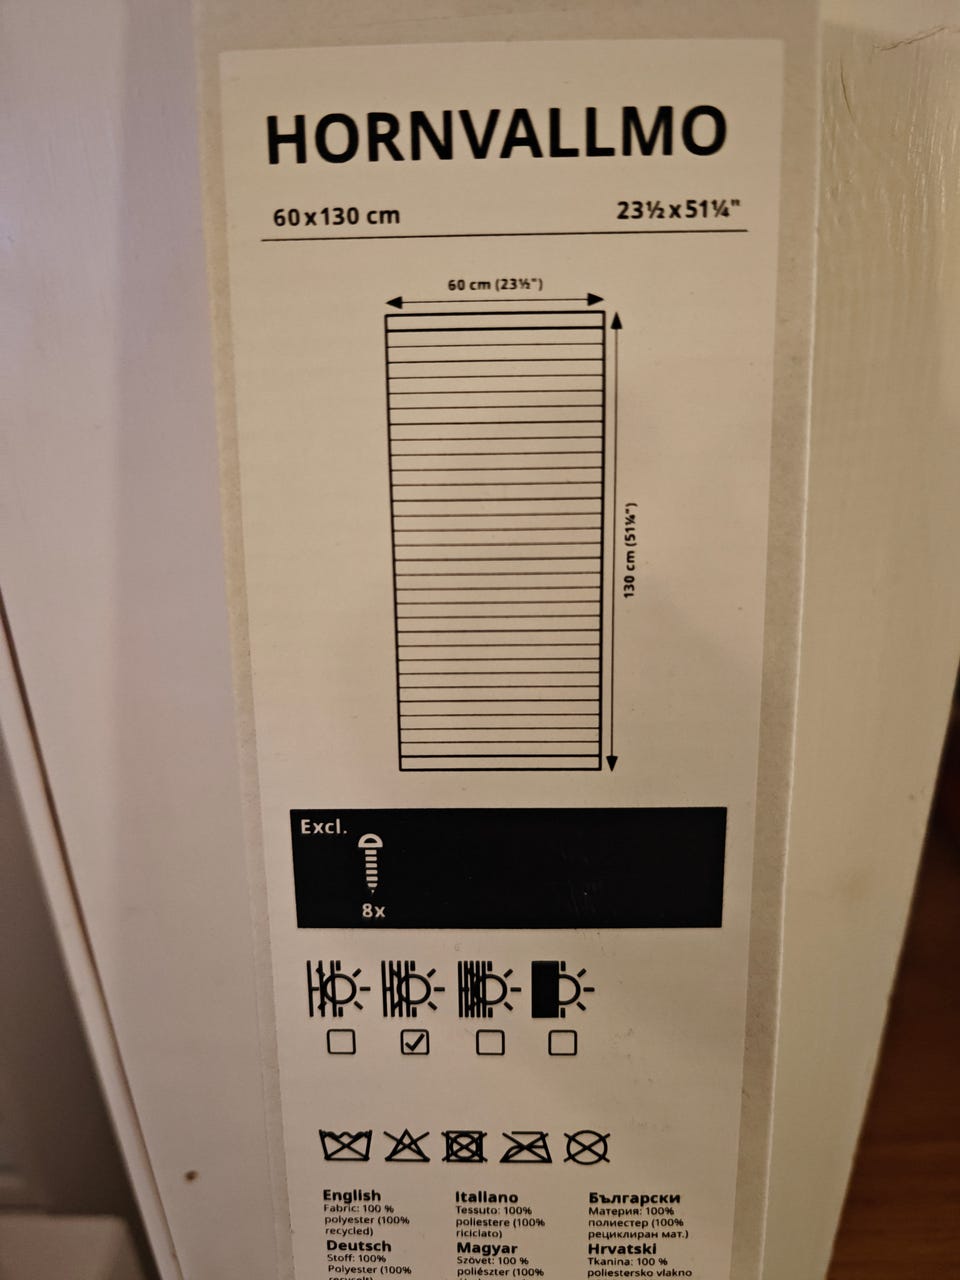 HORNVALLMO
60x130 cm
23½x51¼"
60 cm (23½")
130 cm (51¼")
Excl.
8x
English
Fabric: 100 %
polyester (100%
recycled)
Deutsch
Stoff: 100%
Polyester (100%
Italiano
Tessuto: 100%
poliestere (100%
riciclato)
Magyar
Szövet: 100 %
poliészter (100%
Български
Материя: 100%
полиестер (100%
рециклиран мат.)
Hrvatski
Tkanina: 100 %
poliestersko vlakno